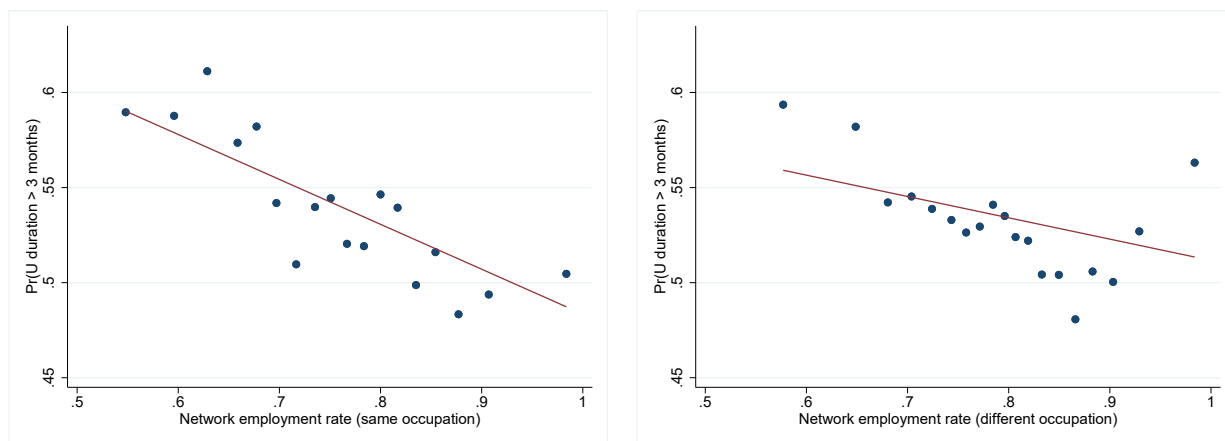 Pr(U duration > 3 months)
.6
.55
.5
.45
.5 .6 .7 .8 .9 1
Network employment rate (same occupation)
Pr(U duration > 3 months)
.6
.55
.5
.45
.5 .6 .7 .8 .9 1
Network employment rate (different occupation)